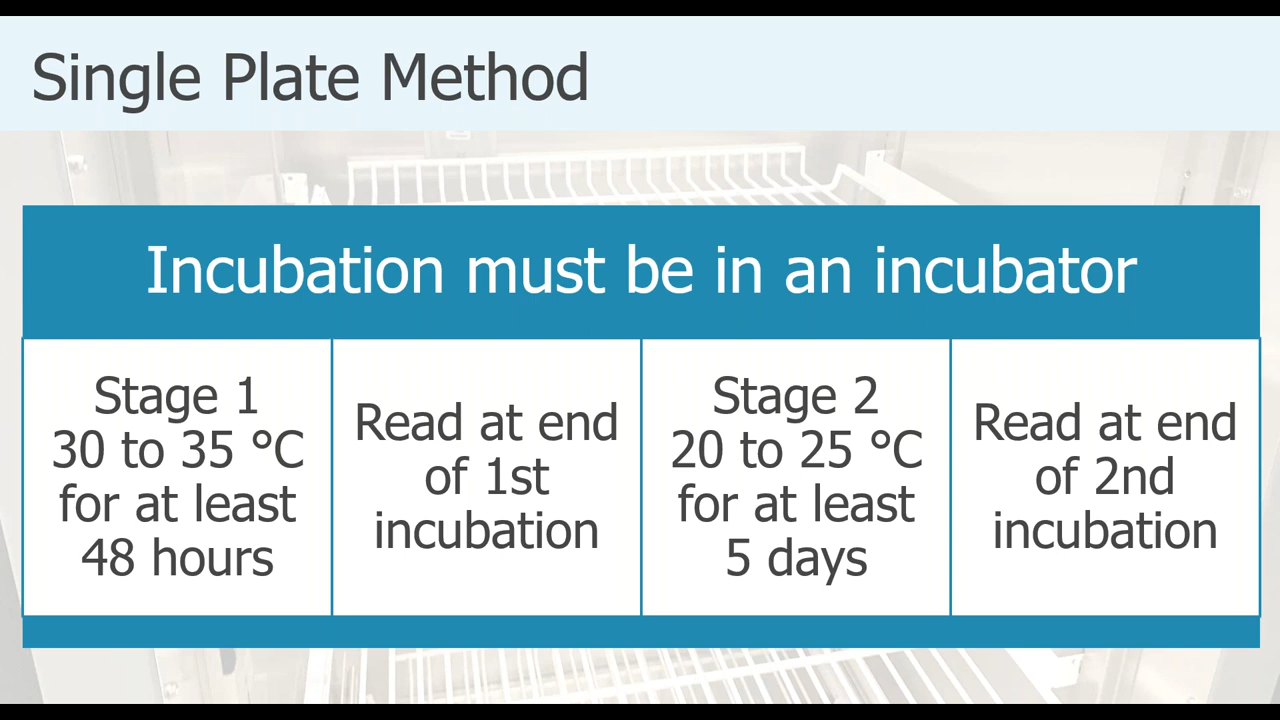 Single Plate Method
Incubation must be in an incubator
Stage 1
30 to 35 °C
for at least
48 hours
Read at end
of 1st
incubation
Stage 2
20 to 25 °C
for at least
5 days
Read at end
of 2nd
incubation